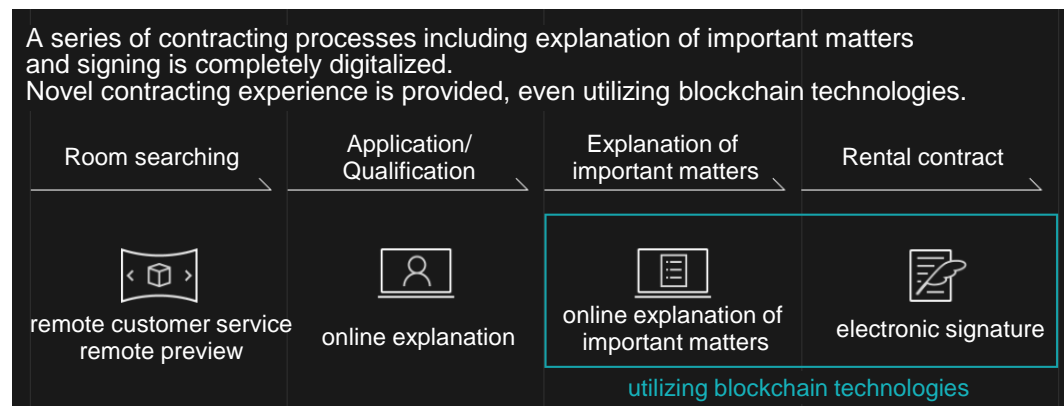 A series of contracting processes including explanation of important matters
and signing is completely digitalized.
Novel contracting experience is provided, even utilizing blockchain technologies.
Room searching
Application/
Qualification
Explanation of
important matters
Rental contract
remote customer service
remote preview
online explanation
online explanation of
important matters
electronic signature
utilizing blockchain technologies